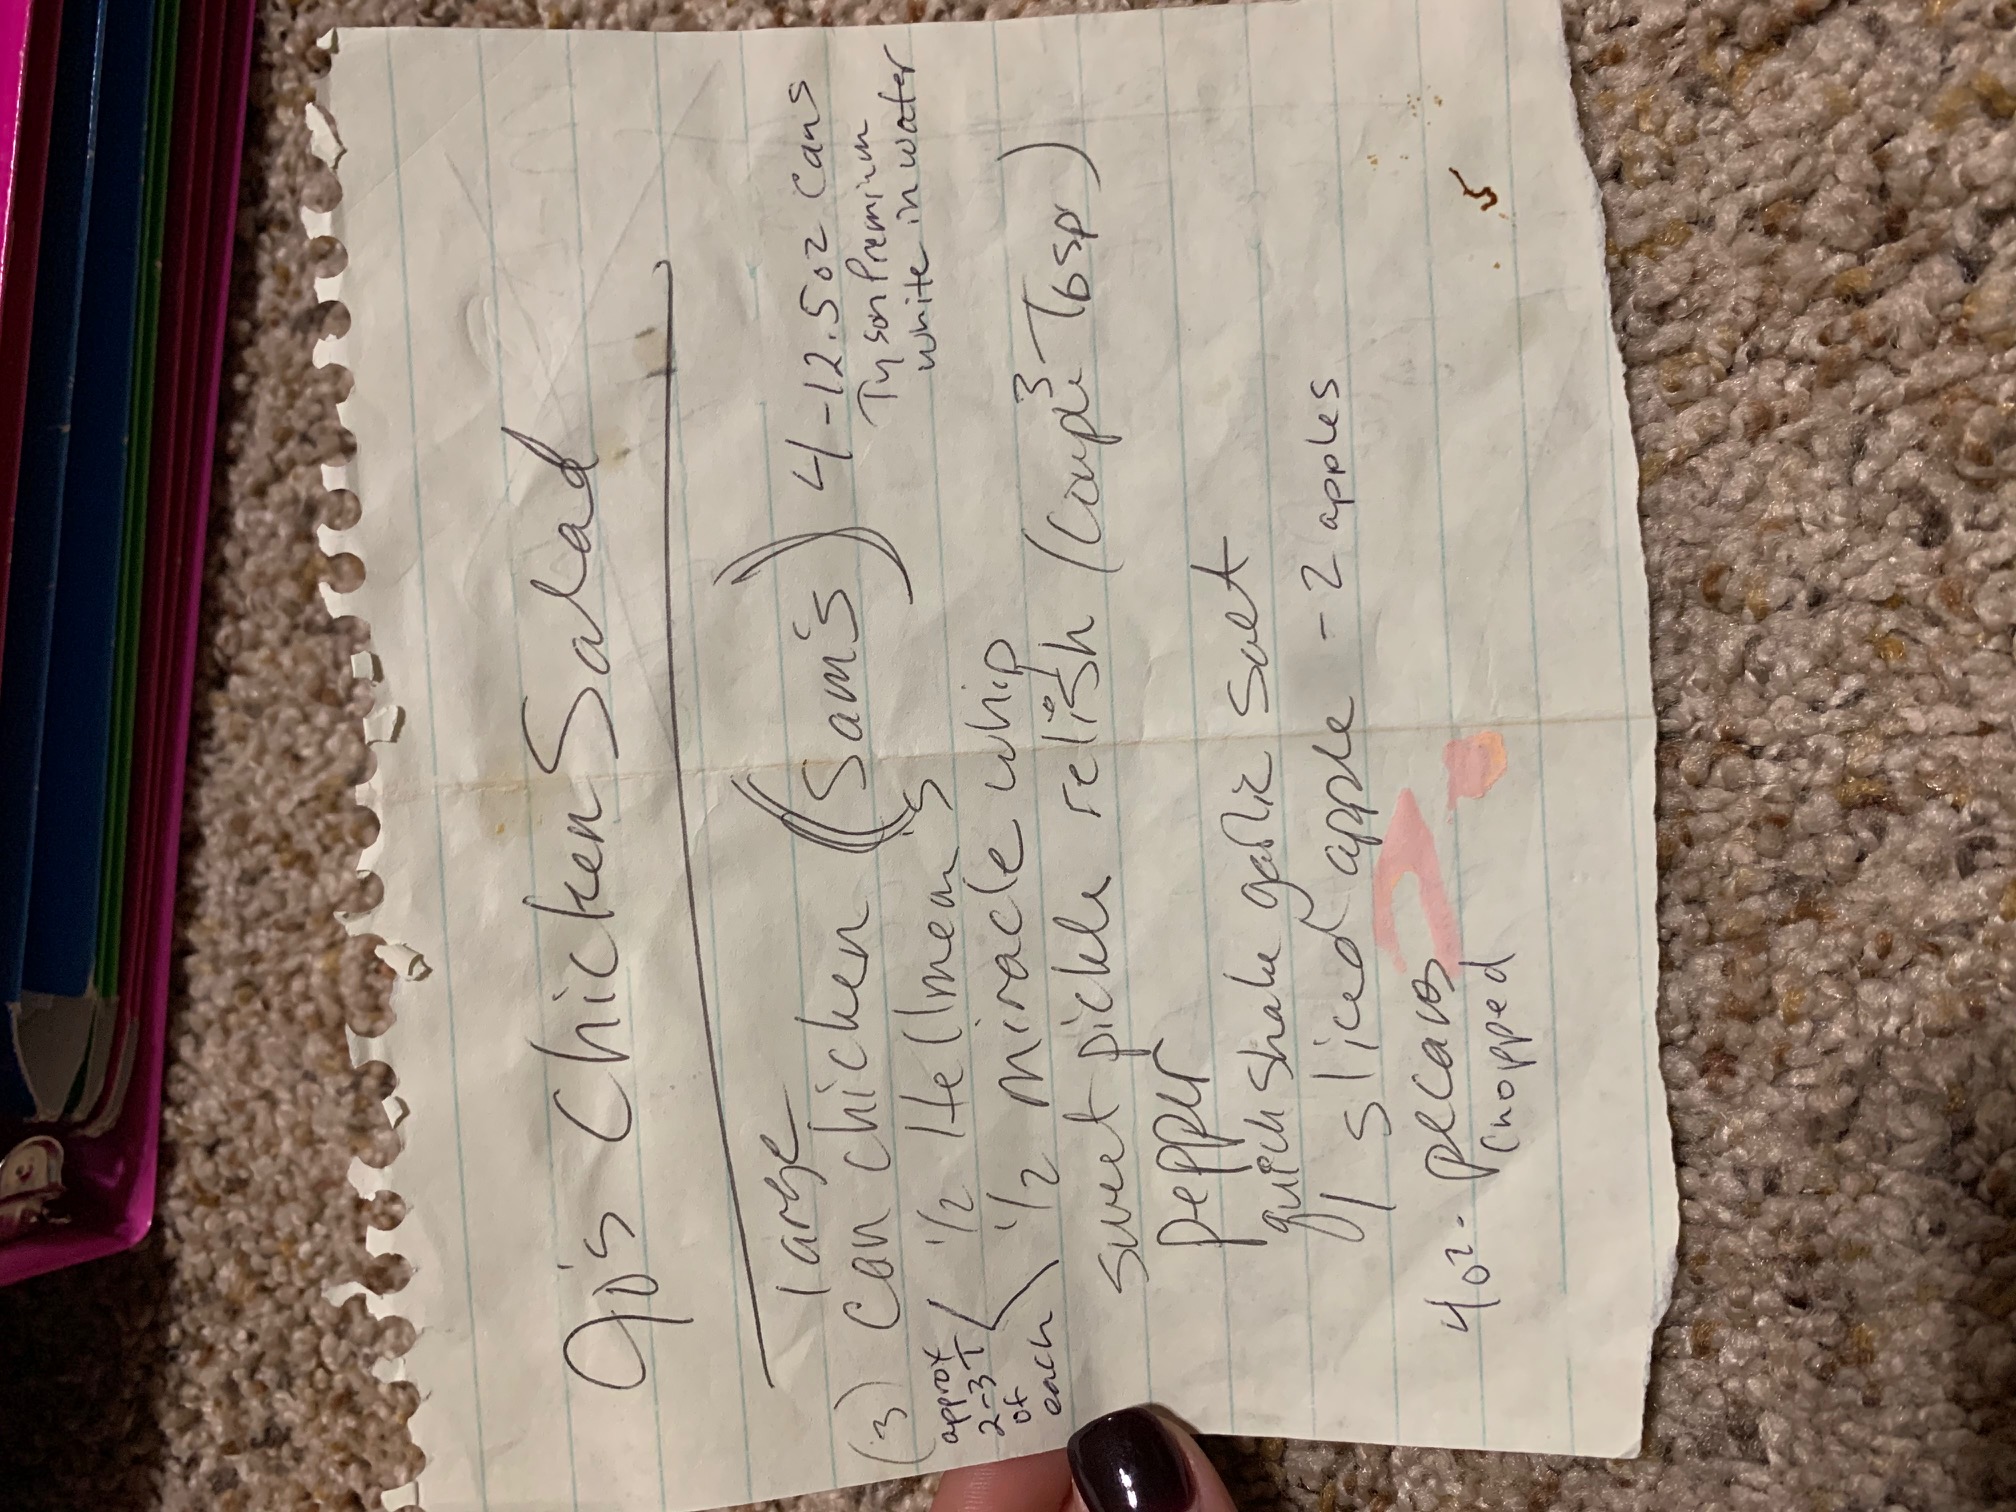 Jo's Chicken Salad
large
(3) Can chicken (Sam's) 4-12.5oz cans
Tyson Premium
white in water
approx
2-3 T
of
each
1/2 Hellmean's
1/2 miracle whip
sweet pickle relish (Couple 3 Tbsp)
pepper
quick shake garlic salt
1 sliced apple - 2 apples
4oz. pecans
Chopped